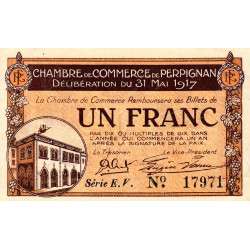 CHAMBRE DE COMMERCE DE PERPIGNAN
DÉLIBÉRATION DU 31 MAI 1917
La Chambre de Commerce Remboursera ses Billets de
UN FRANC
PAR DIX OU MULTIPLES DE DIX DANS
L'ANNÉE QUI COMMENCERA UN AN
APRÈS LA SIGNATURE DE LA PAIX.
Le Trésorier Le Vice-Président
Série E.V. No 17971